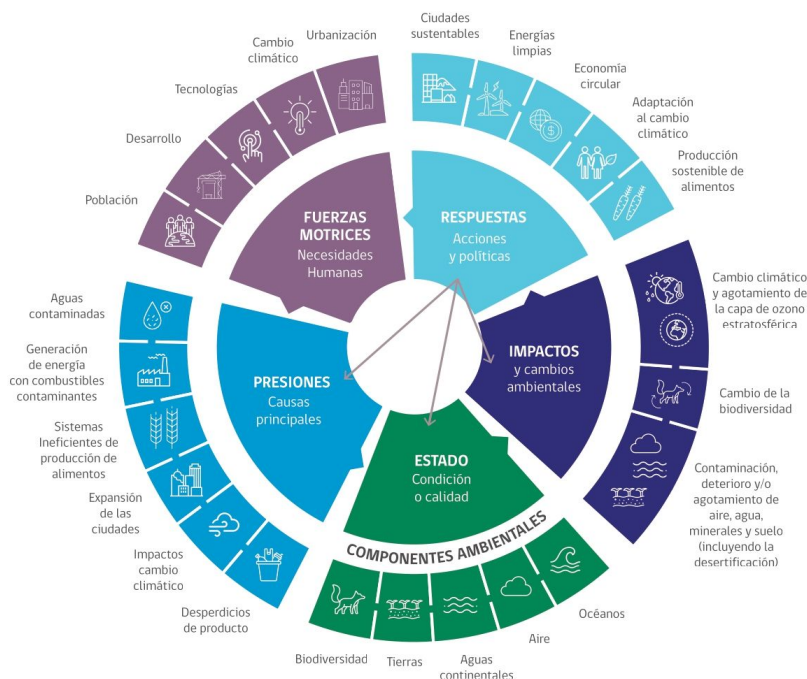 Urbanización
Cambio
climático
Tecnologías
Desarrollo
Población
FUERZAS
MOTRICES
Necesidades
Humanas
Ciudades
sustentables
Energías
limpias
Economía
circular
Adaptación
al cambio
climático
Producción
sostenible de
alimentos
RESPUESTAS
Acciones
y políticas
Cambio climático
y agotamiento de
la capa de ozono
estratosférica
Cambio de la
biodiversidad
Contaminación,
deterioro y/o
agotamiento de
aire, agua,
minerales y suelo
(incluyendo la
desertificación)
IMPACTOS
y cambios
ambientales
Aguas
contaminadas
Generación
de energía
con combustibles
contaminantes
Sistemas
Ineficientes de
producción de
alimentos
Expansión
de las
ciudades
Impactos
cambio
climático
Desperdicios
de producto
PRESIONES
Causas
principales
ESTADO
Condición
o calidad
COMPONENTES AMBIENTALES
Biodiversidad
Tierras
Aguas
continentales
Aire
Océanos